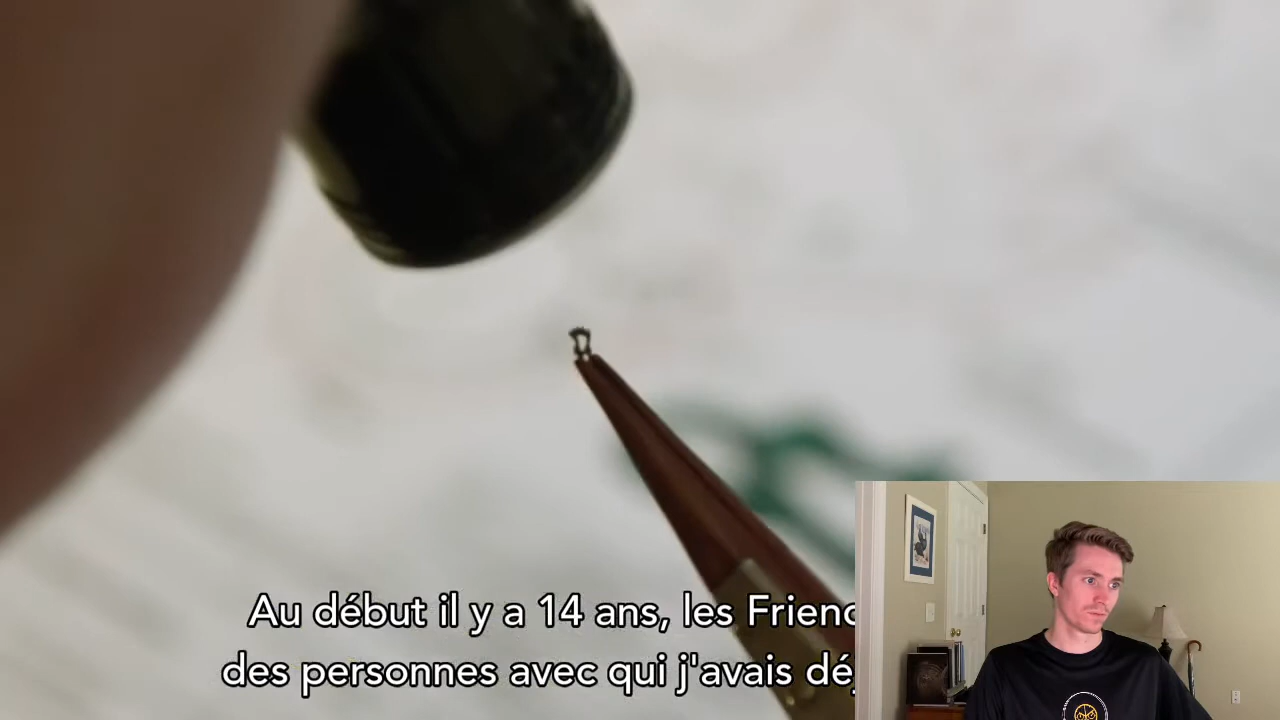 Au début il y a 14 ans, les
des personnes avec qui j'avais